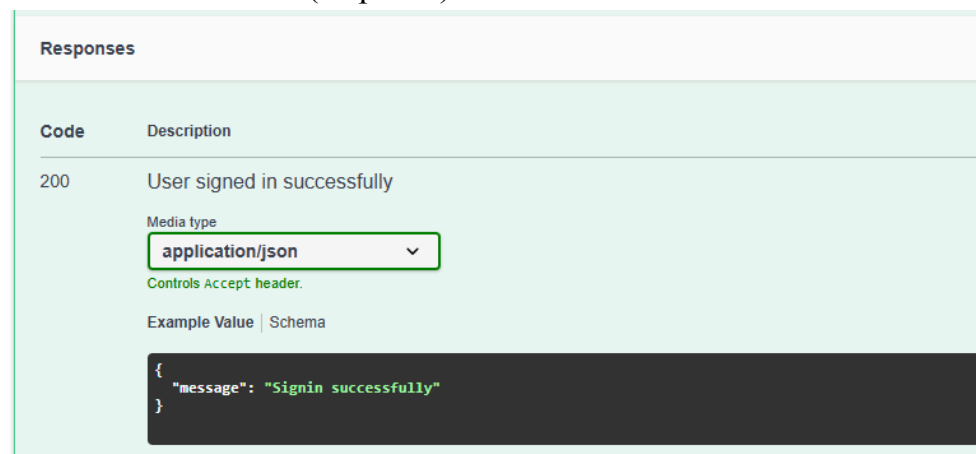 Responses
Code Description
200 User signed in successfully
Media type
application/json
Controls Accept header.
Example Value Schema
{
"message": "Signin successfully"
}